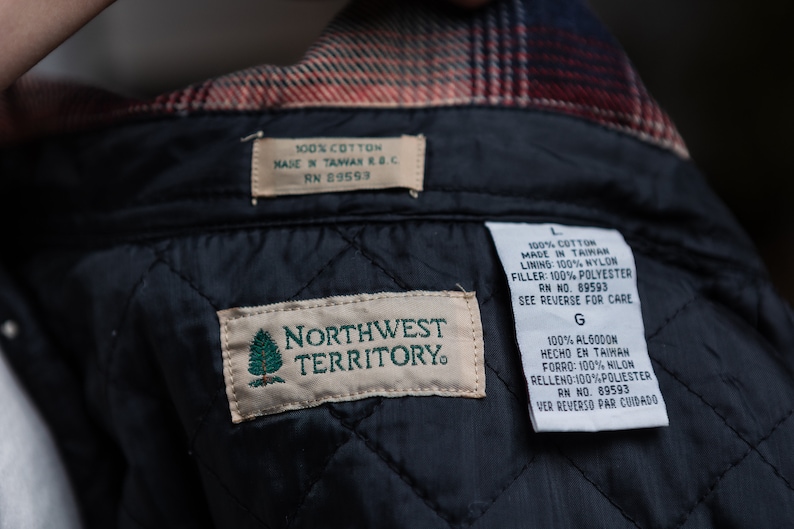 100% COTTON
MADE IN TAIWAN R.O.C.
RN 89593
NORTHWEST
TERRITORY
L
100% COTTON
MADE IN TAIWAN
LINING: 100% NYLON
FILLER: 100% POLYESTER
RN NO. 89593
SEE REVERSE FOR CARE
G
100% ALGODON
HECHO EN TAIWAN
FORRO: 100% NILON
RELLENO:100%POLIESTER
RN NO. 89593
VER REVERSO PAR CUIDADO